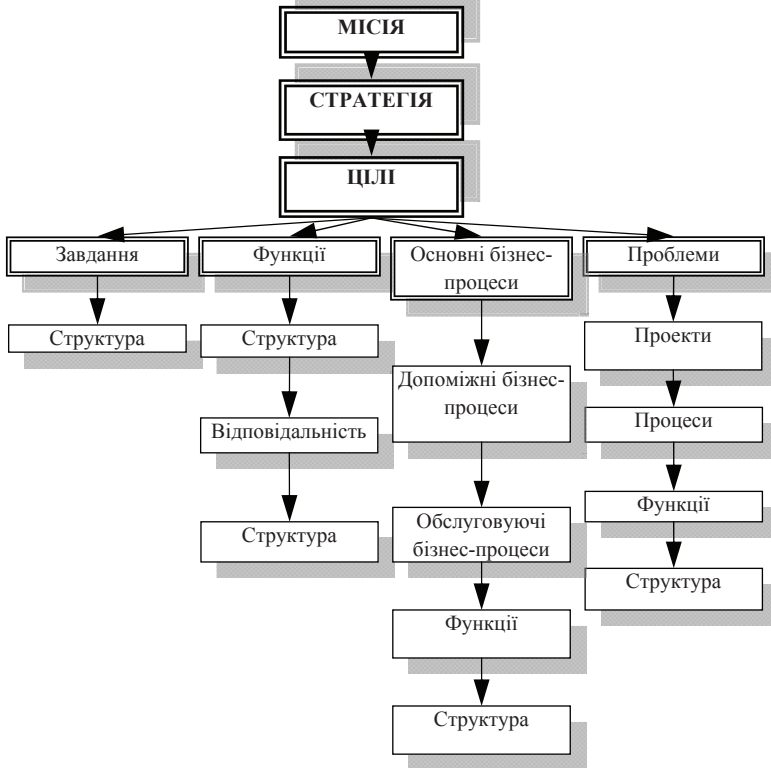 МІСІЯ
СТРАТЕГІЯ
ЦІЛІ
Завдання
Структура
Функції
Структура
Відповідальність
Структура
Основні бізнес-
процеси
Допоміжні бізнес-
процеси
Обслуговуючі
бізнес-процеси
Функції
Структура
Проблеми
Проекти
Процеси
Функції
Структура